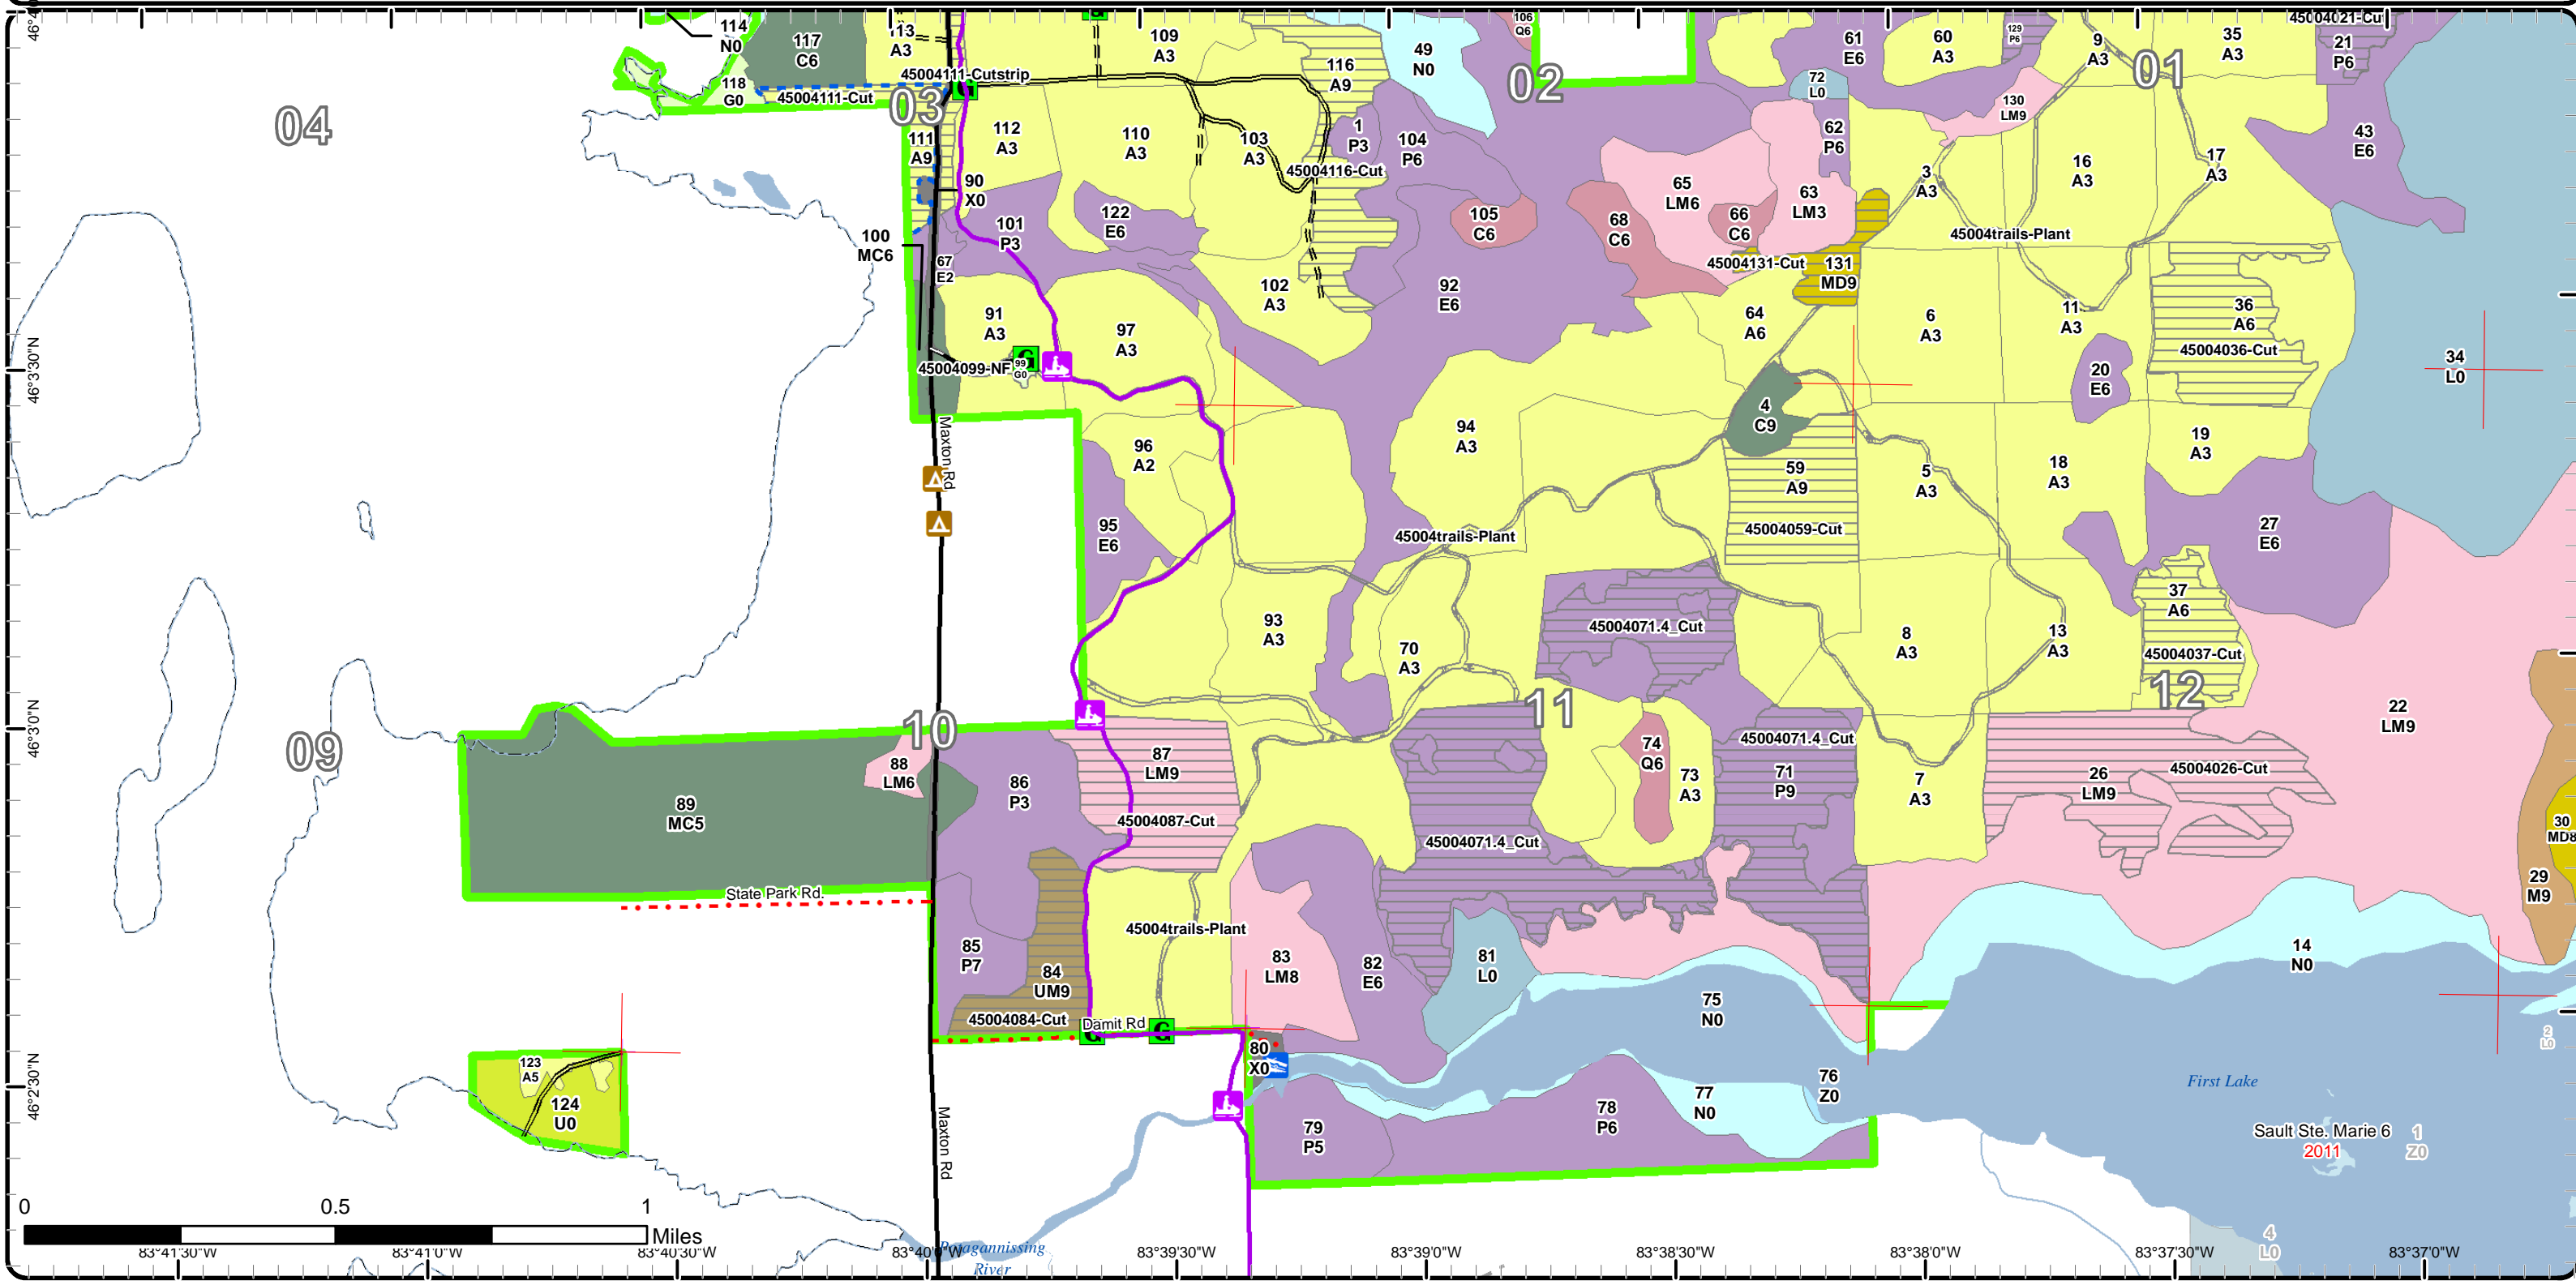 45004021-Cut
114
N0
117
C6
113
A3
109
A3
49
N0
106
Q6
61
E6
60
A3
129
P6
9
A3
35
A3
21
P6
01
02
03
04
118
G0
45004111-Cutstrip
45004111-Cut
116
A9
72
L0
130
LM9
111
A9
112
A3
110
A3
103
A3
1
P3
104
P6
62
P6
43
E6
45004116-Cut
3
A3
16
A3
17
A3
90
X0
65
LM6
63
LM3
100
MC6
101
P3
122
E6
105
C6
68
C6
66
C6
45004trails-Plant
67
E2
102
A3
92
E6
45004131-Cut
131
MD9
91
A3
97
A3
64
A6
6
A3
11
A3
36
A6
45004036-Cut
34
L0
45004099-NF
99
G0
20
E6
46°3'30"N
Maxton Rd
96
A2
94
A3
4
C9
19
A3
59
A9
5
A3
18
A3
95
E6
45004trails-Plant
45004059-Cut
27
E6
93
A3
70
A3
45004071.4_Cut
8
A3
13
A3
37
A6
45004037-Cut
46°3'0"N
09
10
11
12
22
LM9
88
LM6
86
P3
87
LM9
74
Q6
73
A3
45004071.4_Cut
71
P9
7
A3
26
LM9
45004026-Cut
89
MC5
45004087-Cut
45004071.4_Cut
30
MD8
29
M9
State Park Rd.
45004trails-Plant
85
P7
84
UM9
83
LM8
82
E6
81
L0
14
N0
75
N0
45004084-Cut
Damit Rd
G
G
80
X0
2
L0
46°2'30"N
123
A5
124
U0
76
Z0
77
N0
78
P6
79
P5
First Lake
Sault Ste. Marie 6
2011
1
Z0
Maxton Rd
4
L0
0
0.5
1
Miles
83°41'30"W
83°41'0"W
83°40'30"W
83°40'0"W
83°39'30"W
83°39'0"W
83°38'30"W
83°38'0"W
83°37'30"W
83°37'0"W
River